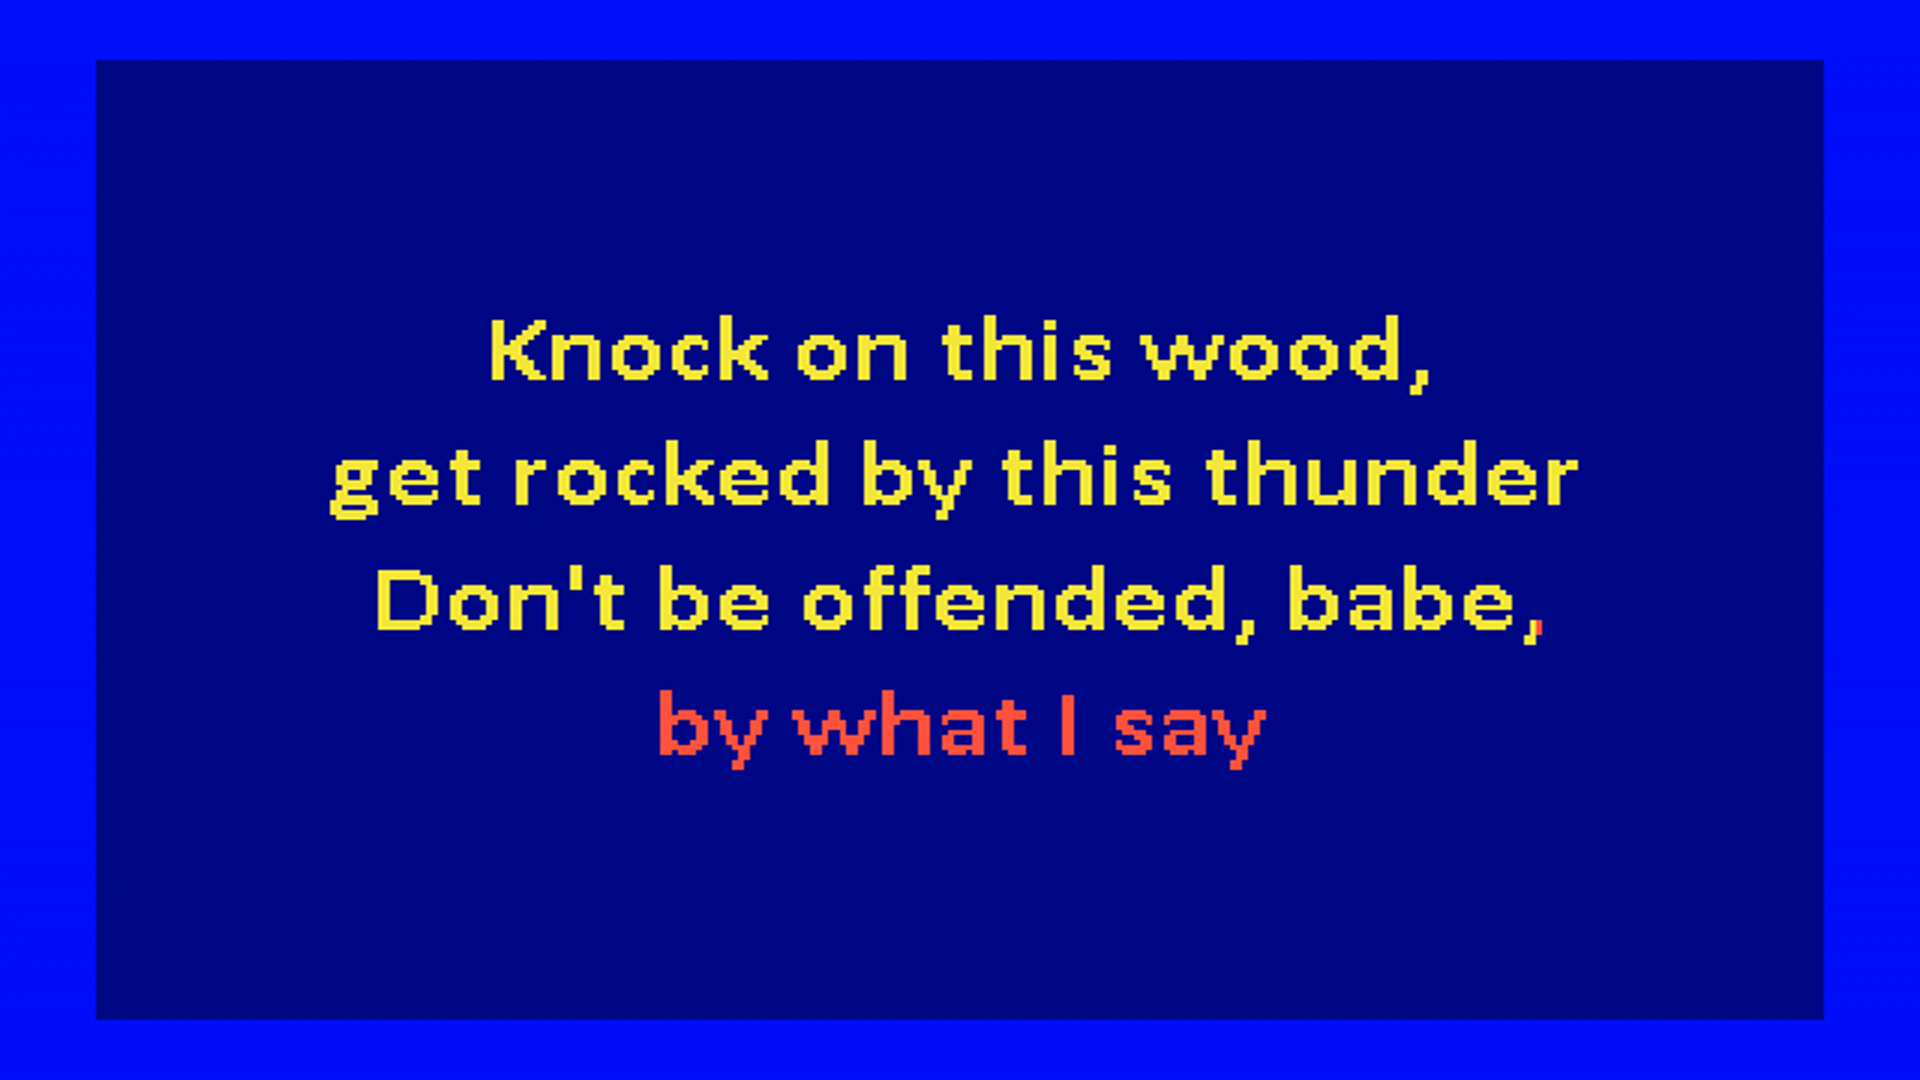 Knock on this wood,
get rocked by this thunder
Don't be offended, babe,
by what I say